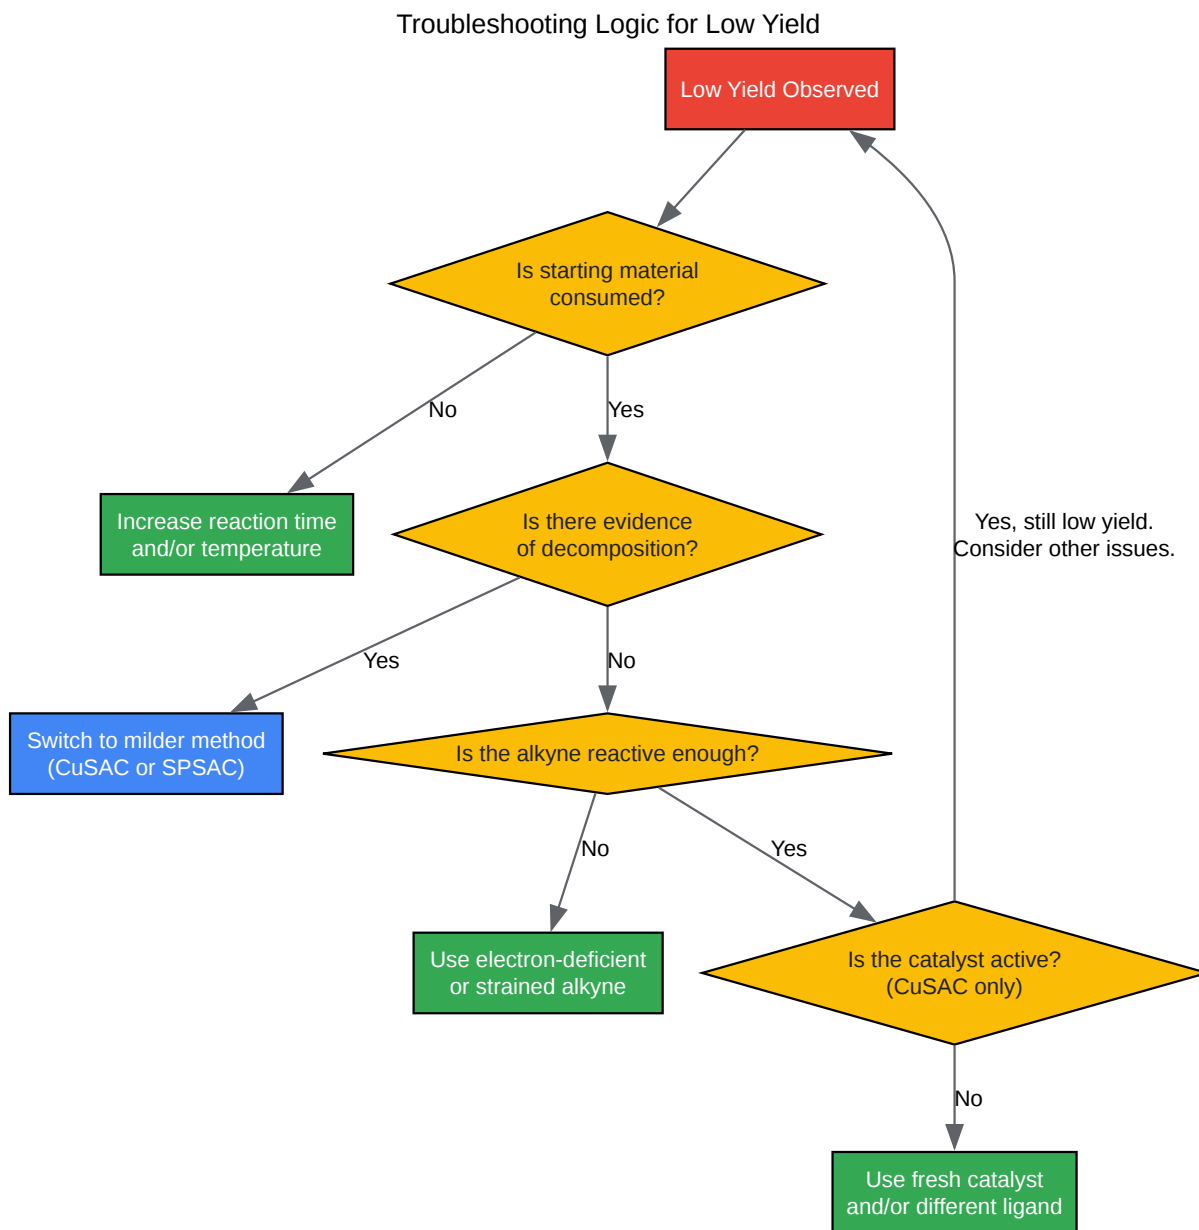 Troubleshooting Logic for Low Yield
Low Yield Observed
Is starting material
consumed?
No
Yes
Increase reaction time
and/or temperature
Is there evidence
of decomposition?
Yes, still low yield.
Consider other issues.
Yes
No
Switch to milder method
(CuSAC or SPSAC)
Is the alkyne reactive enough?
No
Yes
Use electron-deficient
or strained alkyne
Is the catalyst active?
(CuSAC only)
No
Use fresh catalyst
and/or different ligand